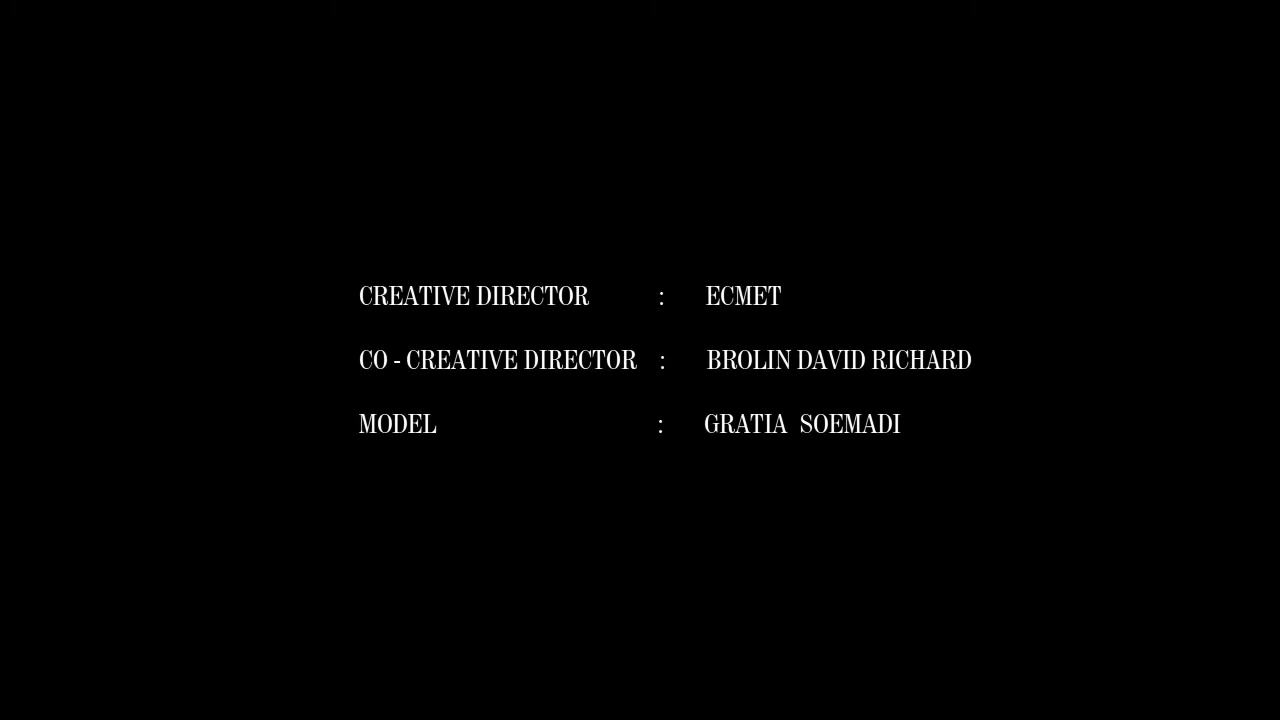 CREATIVE DIRECTOR : ECMET
CO - CREATIVE DIRECTOR : BROLIN DAVID RICHARD
MODEL : GRATIA SOEMADI